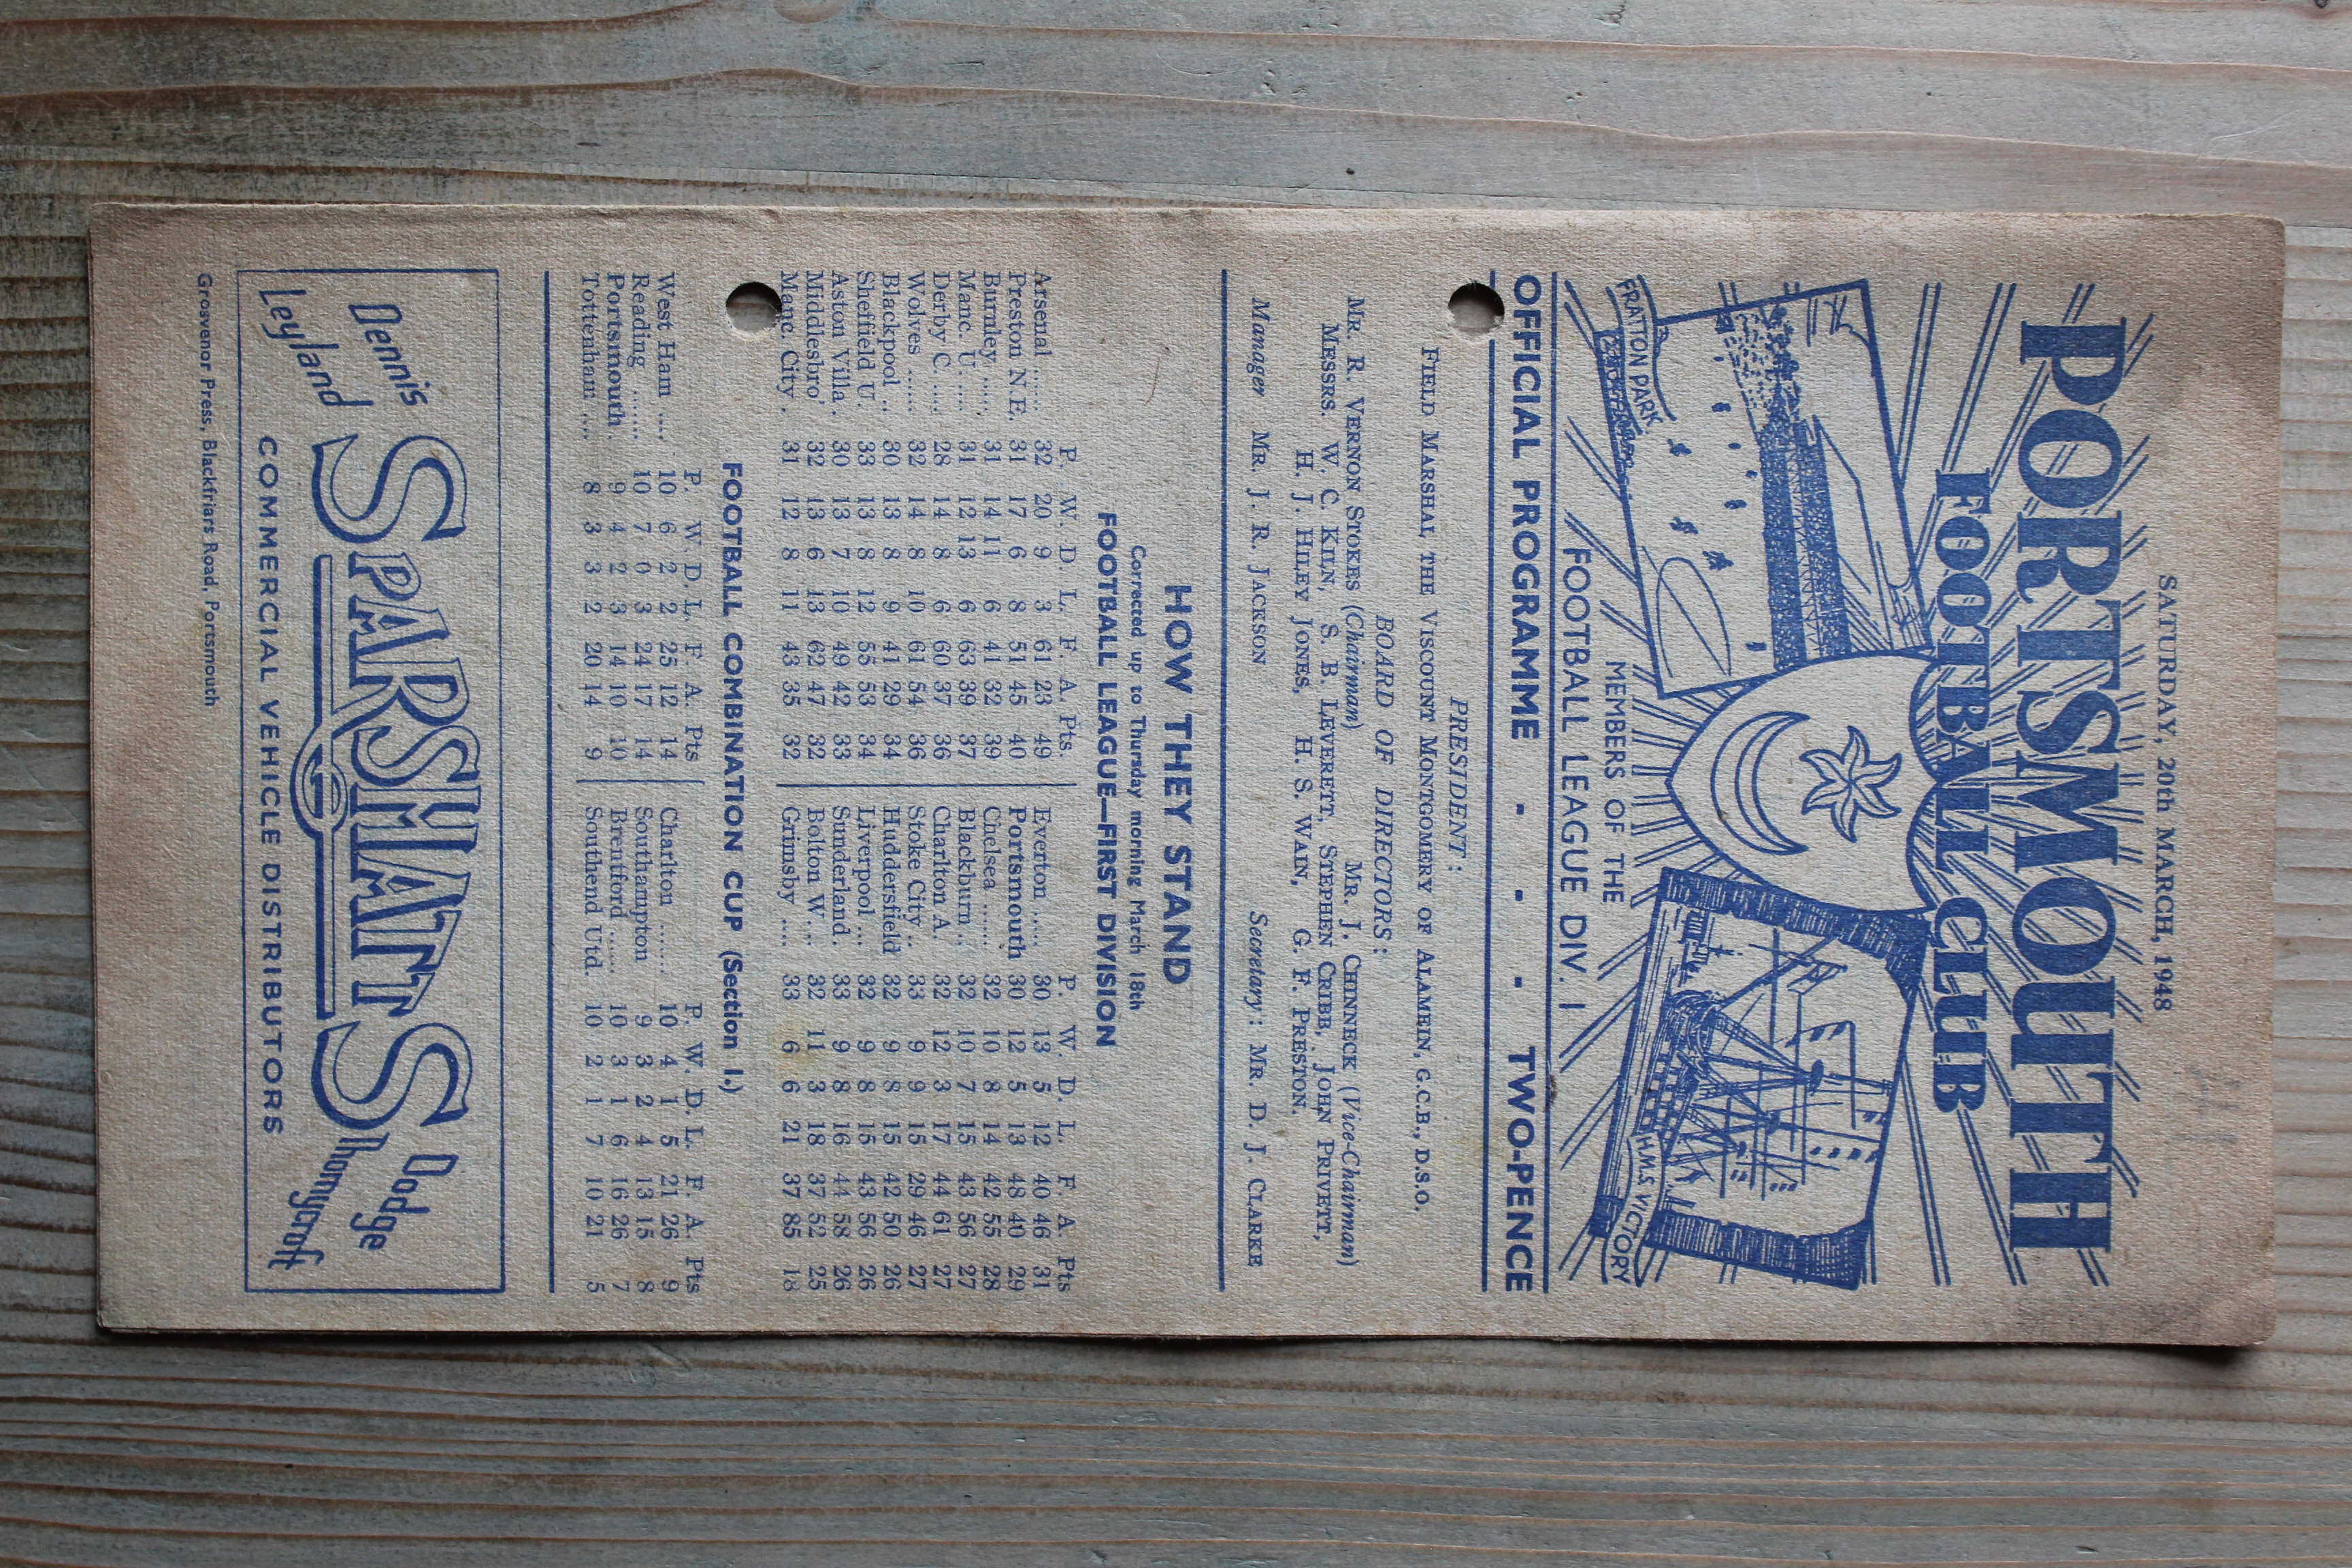 SATURDAY, 20th MARCH, 1948
PORTSMOUTH
FOOTBALL CLUB
FRATTON PARK
H.M.S. VICTORY
MEMBERS OF THE
FOOTBALL LEAGUE DIV. I
OFFICIAL PROGRAMME - - - TWO-PENCE
PRESIDENT:
FIELD MARSHAL THE VISCOUNT MONTGOMERY OF ALAMEIN, G.C.B., D.S.O.
BOARD OF DIRECTORS:
MR. R. VERNON STOKES (Chairman) MR. J. CHINNECK (Vice-Chairman)
MESSRS. W. C. KILN, S. B. LEVERETT, STEPHEN CRIBB, JOHN PRIVETT,
H. J. HILEY JONES, H. S. WAIN, G. F. PRESTON.
Manager MR. J. R. JACKSON Secretary: MR. D. J. CLARKE
HOW THEY STAND
Corrected up to Thursday morning March 18th
FOOTBALL LEAGUE—FIRST DIVISION
P. W. D. L. F. A. Pts. P. W. D. L. F. A. Pts
Arsenal ...... 32 20 9 3 61 23 49 Everton ..... 30 13 5 12 40 46 31
Preston N.E. 31 17 6 8 51 45 40 Portsmouth 30 12 5 13 48 40 29
Burnley ..... 31 14 11 6 41 32 39 Chelsea ...... 32 10 8 14 42 55 28
Manc. U. ..... 31 12 13 6 63 39 37 Blackburn .. 32 10 7 15 43 56 27
Derby C. ..... 28 14 8 6 60 37 36 Charlton A. 32 12 3 17 44 61 27
Wolves ...... 32 14 8 10 61 54 36 Stoke City .. 33 9 9 15 29 46 27
Blackpool .. 30 13 8 9 41 29 34 Huddersfield 32 9 8 15 42 50 26
Sheffield U. 33 13 8 12 55 53 34 Liverpool ... 32 9 8 15 43 56 26
Aston Villa . 30 13 7 10 49 42 33 Sunderland. 33 9 8 16 44 58 26
Middlesbro' 32 13 6 13 62 47 32 Bolton W ... 32 11 3 18 37 52 25
Manc. City . 31 12 8 11 43 35 32 Grimsby ..... 33 6 6 21 37 85 18
FOOTBALL COMBINATION CUP (Section I.)
P. W. D. L. F. A. Pts P. W. D. L. F. A. Pts
West Ham .... 10 6 2 2 25 12 14 Charlton ....... 10 4 1 5 21 26 9
Reading ....... 10 7 0 3 24 17 14 Southampton 9 3 2 4 13 15 8
Portsmouth. 9 4 2 3 14 10 10 Brentford ...... 10 3 1 6 16 26 7
Tottenham .... 8 3 3 2 20 14 9 Southend Utd. 10 2 1 7 10 21 5
Dennis SPARSHATTS Dodge
Leyland Thornycroft
COMMERCIAL VEHICLE DISTRIBUTORS
Grosvenor Press, Blackfriars Road, Portsmouth